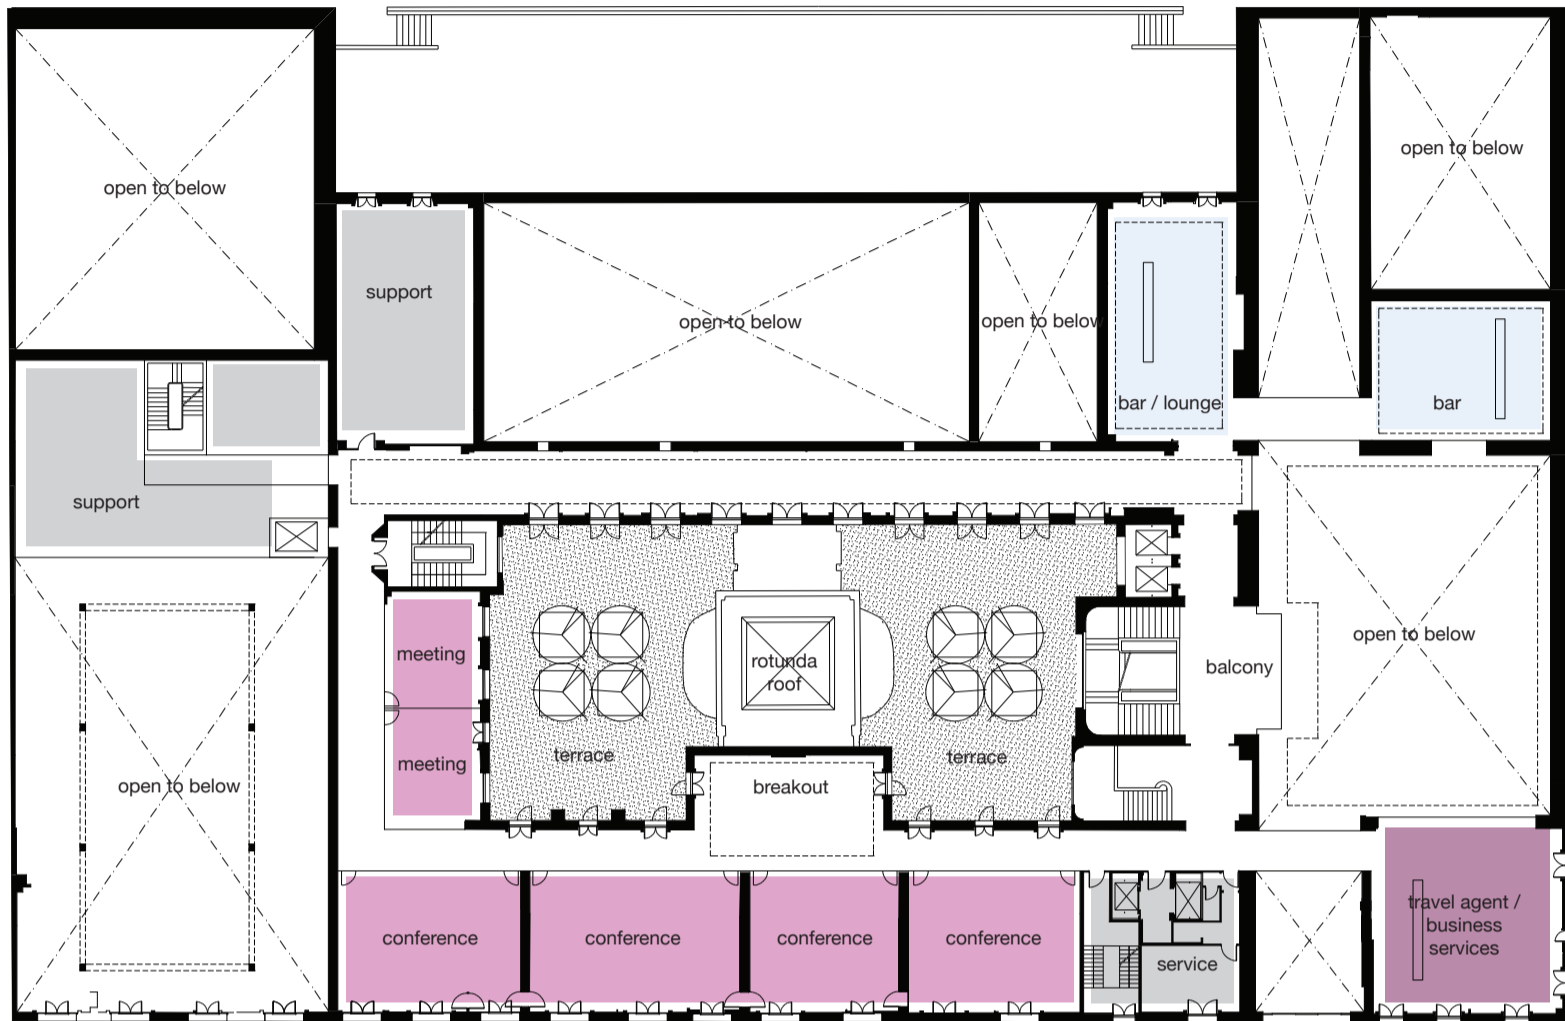 open to below
open to below
support
open to below
open to below
bar / lounge
bar
support
meeting
rotunda
roof
balcony
open to below
meeting
terrace
breakout
terrace
open to below
conference
conference
conference
conference
service
travel agent /
business
services